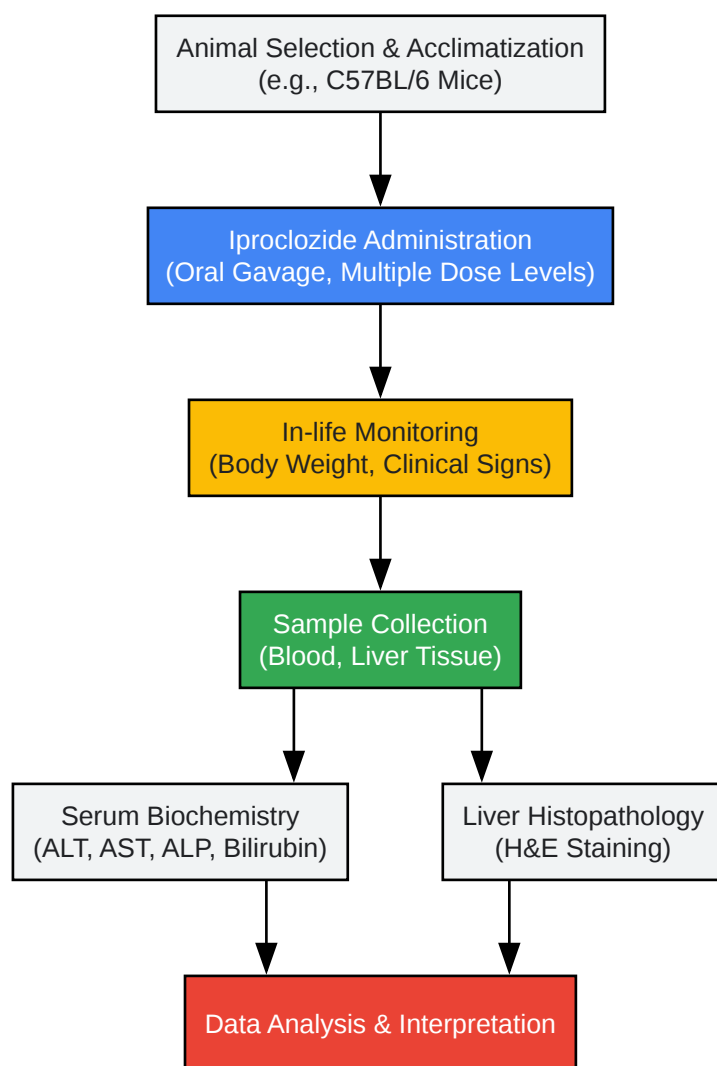 Animal Selection & Acclimatization
(e.g., C57BL/6 Mice)
Iproclozide Administration
(Oral Gavage, Multiple Dose Levels)
In-life Monitoring
(Body Weight, Clinical Signs)
Sample Collection
(Blood, Liver Tissue)
Serum Biochemistry
(ALT, AST, ALP, Bilirubin)
Liver Histopathology
(H&E Staining)
Data Analysis & Interpretation